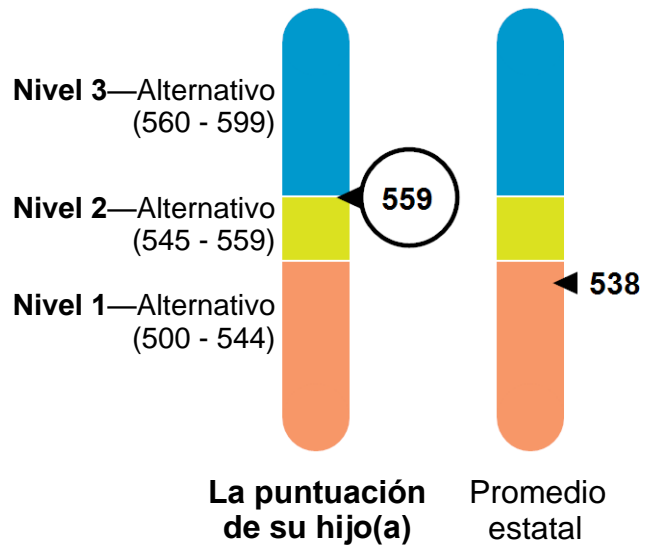 Nivel 3—Alternativo
(560 - 599)
559
Nivel 2—Alternativo
(545 - 559)
538
Nivel 1—Alternativo
(500 - 544)
La puntuación
de su hijo(a)
Promedio
estatal